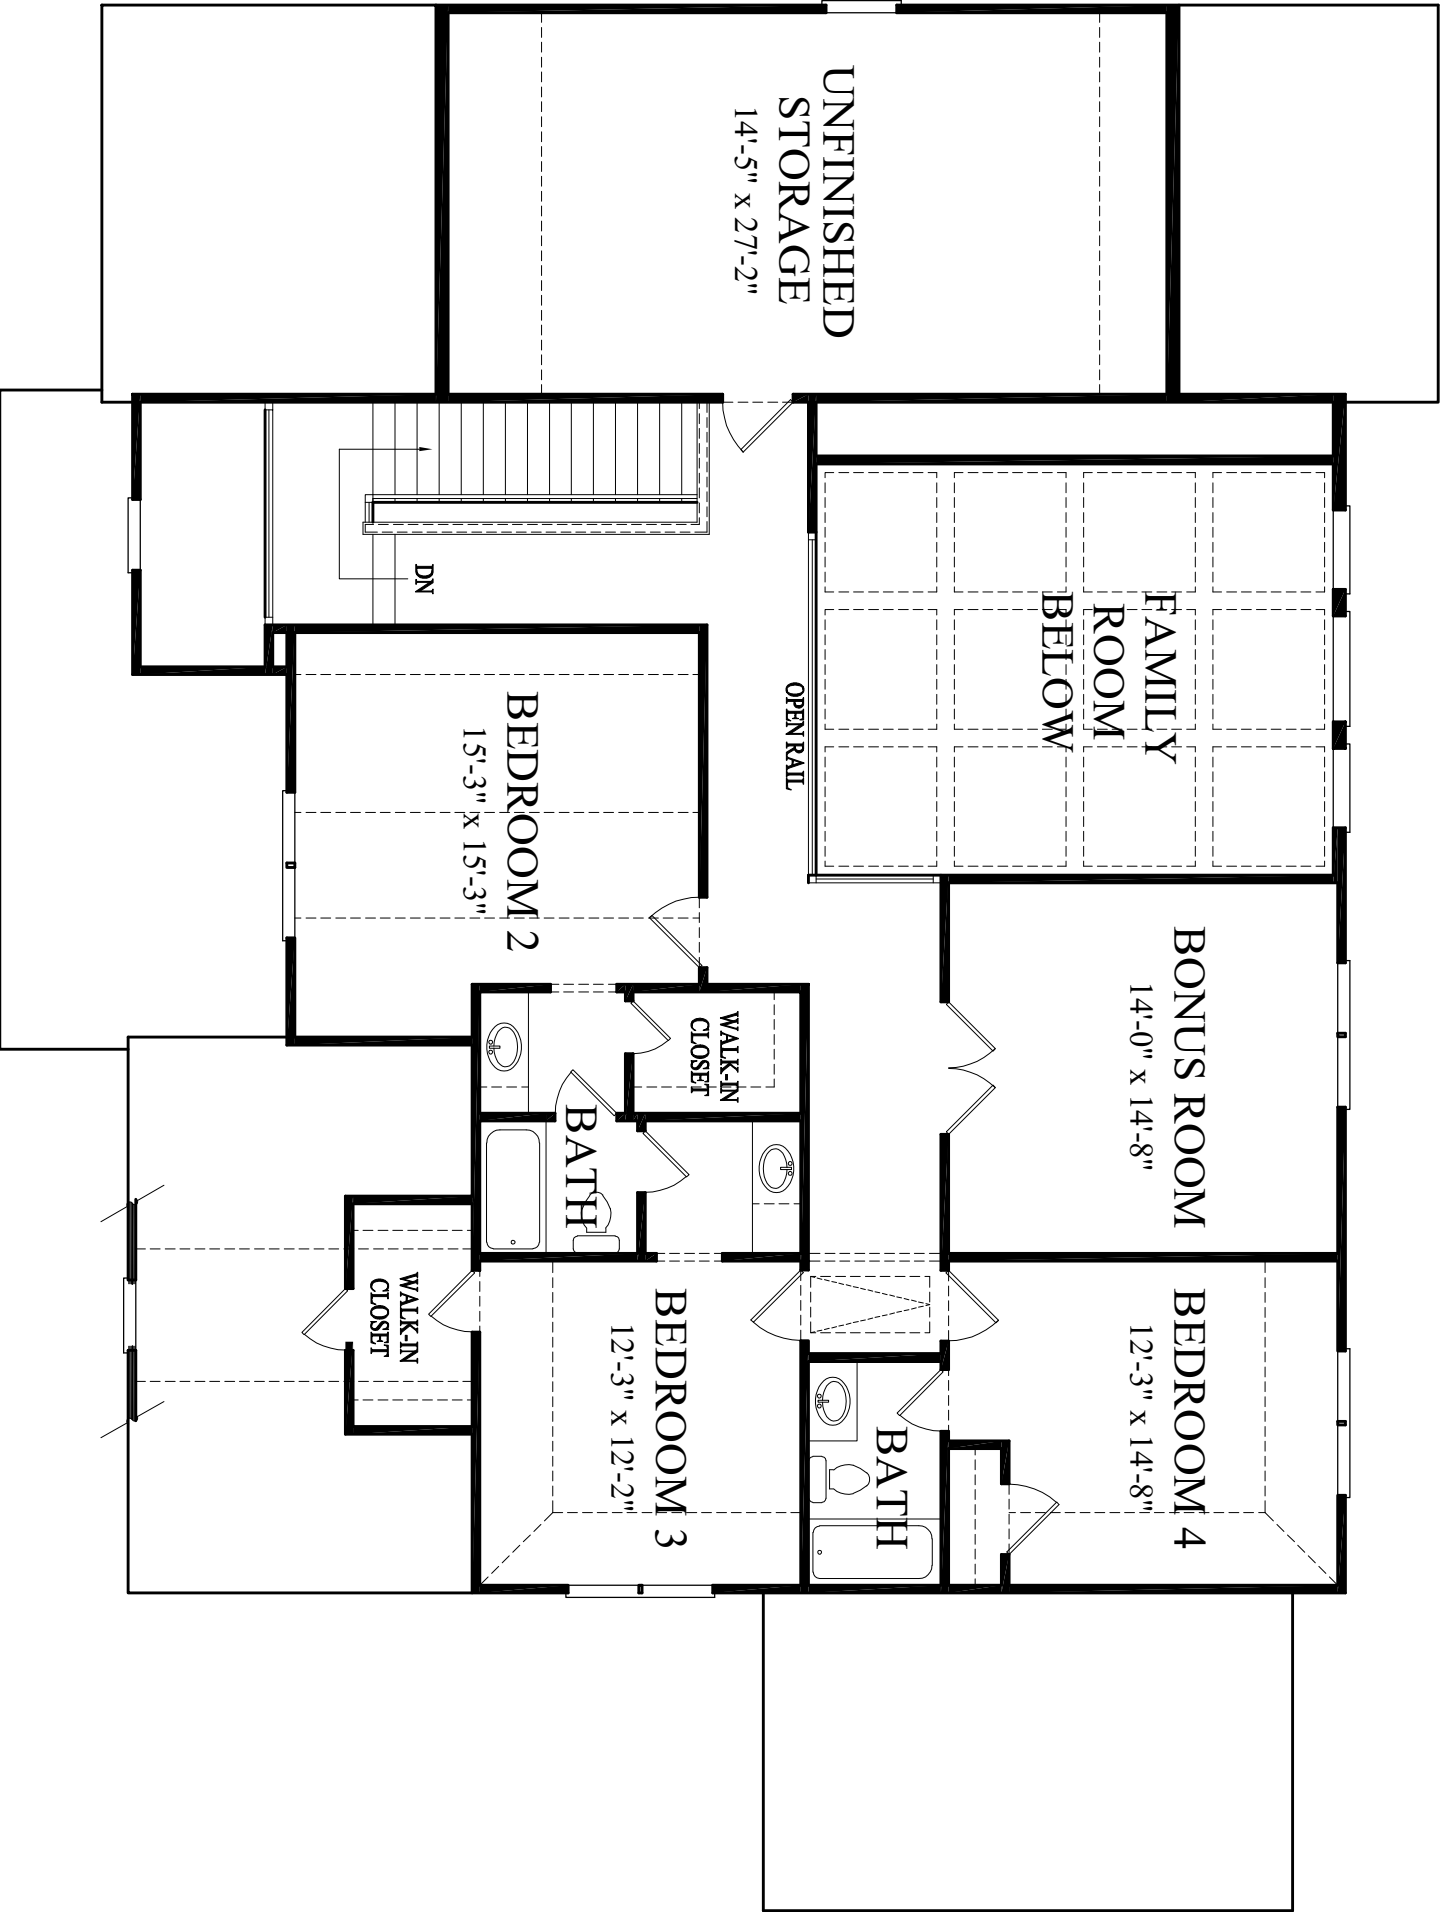 UNFINISHED
STORAGE
14'-5" x 27'-2"
FAMILY
ROOM
BELOW
OPEN RAIL
DN
BEDROOM 2
15'-3" x 15'-3"
BONUS ROOM
14'-0" x 14'-8"
WALK-IN
CLOSET
BATH
BEDROOM 4
12'-3" x 14'-8"
BATH
BEDROOM 3
12'-3" x 12'-2"
WALK-IN
CLOSET